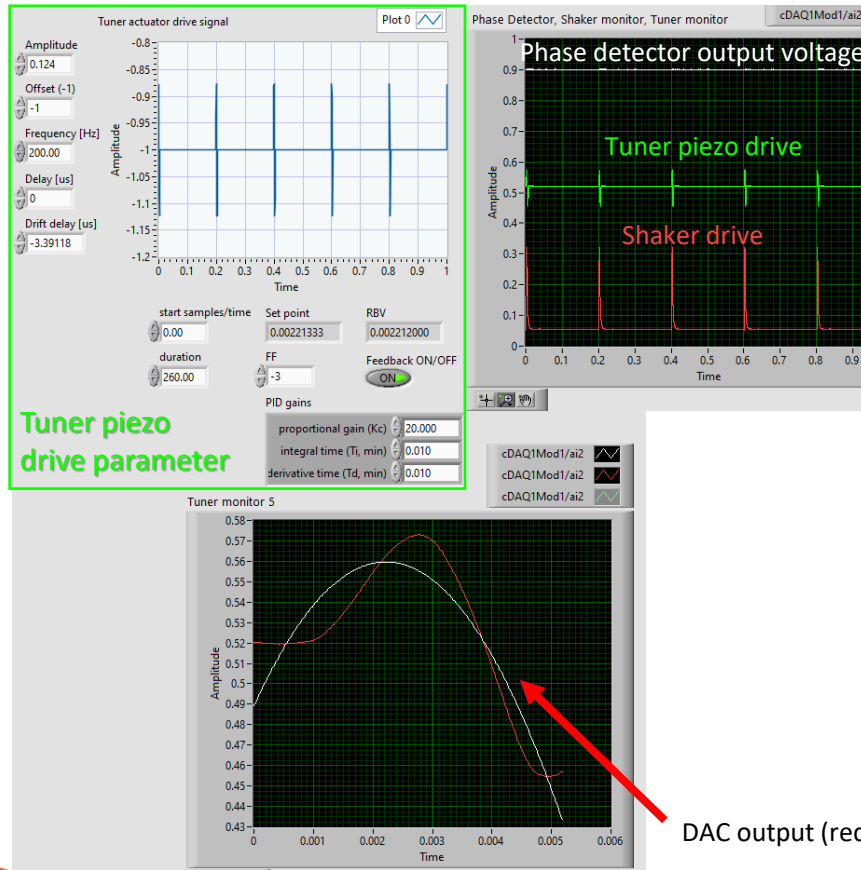 Tuner actuator drive signal
Plot 0
Amplitude
0.124
Offset (-1)
-1
Frequency [Hz]
200.00
Delay [us]
0
Drift delay [us]
-3.39118
Amplitude
-0.8
-0.85
-0.9
-0.95
-1
-1.05
-1.1
-1.15
-1.2
0 0.1 0.2 0.3 0.4 0.5 0.6 0.7 0.8 0.9 1
Time
start samples/time
0.00
Set point
0.00221333
RBV
0.002212000
duration
260.00
FF
-3
Feedback ON/OFF
ON
PID gains
proportional gain (Kc) 20.000
integral time (Ti, min) 0.010
derivative time (Td, min) 0.010
Tuner piezo
drive parameter
Phase Detector, Shaker monitor, Tuner monitor
cDAQ1Mod1/ai2
Phase detector output voltage
Tuner piezo drive
Shaker drive
Amplitude
1
0.9
0.8
0.7
0.6
0.5
0.4
0.3
0.2
0.1
0
0 0.1 0.2 0.3 0.4 0.5 0.6 0.7 0.8 0.9
Time
cDAQ1Mod1/ai2
cDAQ1Mod1/ai2
cDAQ1Mod1/ai2
Tuner monitor 5
Amplitude
0.58
0.57
0.56
0.55
0.54
0.53
0.52
0.51
0.5
0.49
0.48
0.47
0.46
0.45
0.44
0.43
0 0.001 0.002 0.003 0.004 0.005 0.006
Time
DAC output (red